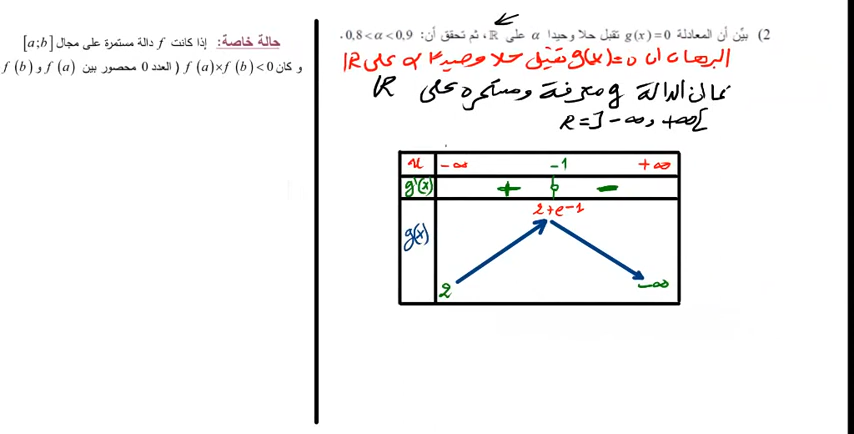 2) بيّن أن المعادلة g(x)=0 تقبل حلا وحيدا α على ℝ، ثم تحقق أن: 0,8<α<0,9.
البرهان أن g(x)=0 تقبل حلا وحيدا α على ℝ
بما أن الدالة g معرفة ومستمرة على ℝ
R=]-∞, +∞[
x -∞ -1 +∞
g'(x) + 0 -
2+e-1
g(x)
2 -∞
حالة خاصة: إذا كانت f دالة مستمرة على مجال [a;b]
و كان f(a)×f(b)<0 ( العدد 0 محصور بين f(a) و f(b)